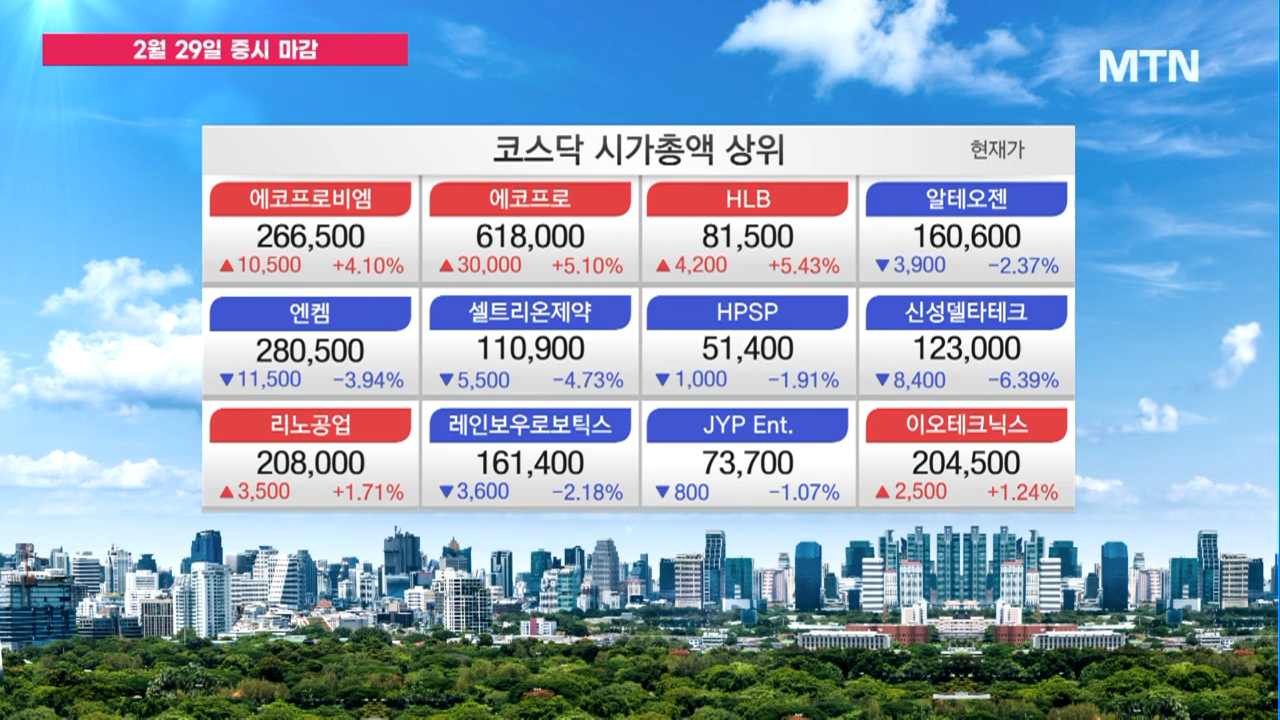 2월 29일 증시 마감
MTN
코스닥 시가총액 상위
현재가
에코프로비엠
266,500
▲10,500 +4.10%
에코프로
618,000
▲30,000 +5.10%
HLB
81,500
▲4,200 +5.43%
알테오젠
160,600
▼3,900 -2.37%
엔켐
280,500
▼11,500 -3.94%
셀트리온제약
110,900
▼5,500 -4.73%
HPSP
51,400
▼1,000 -1.91%
신성델타테크
123,000
▼8,400 -6.39%
리노공업
208,000
▲3,500 +1.71%
레인보우로보틱스
161,400
▼3,600 -2.18%
JYP Ent.
73,700
▼800 -1.07%
이오테크닉스
204,500
▲2,500 +1.24%